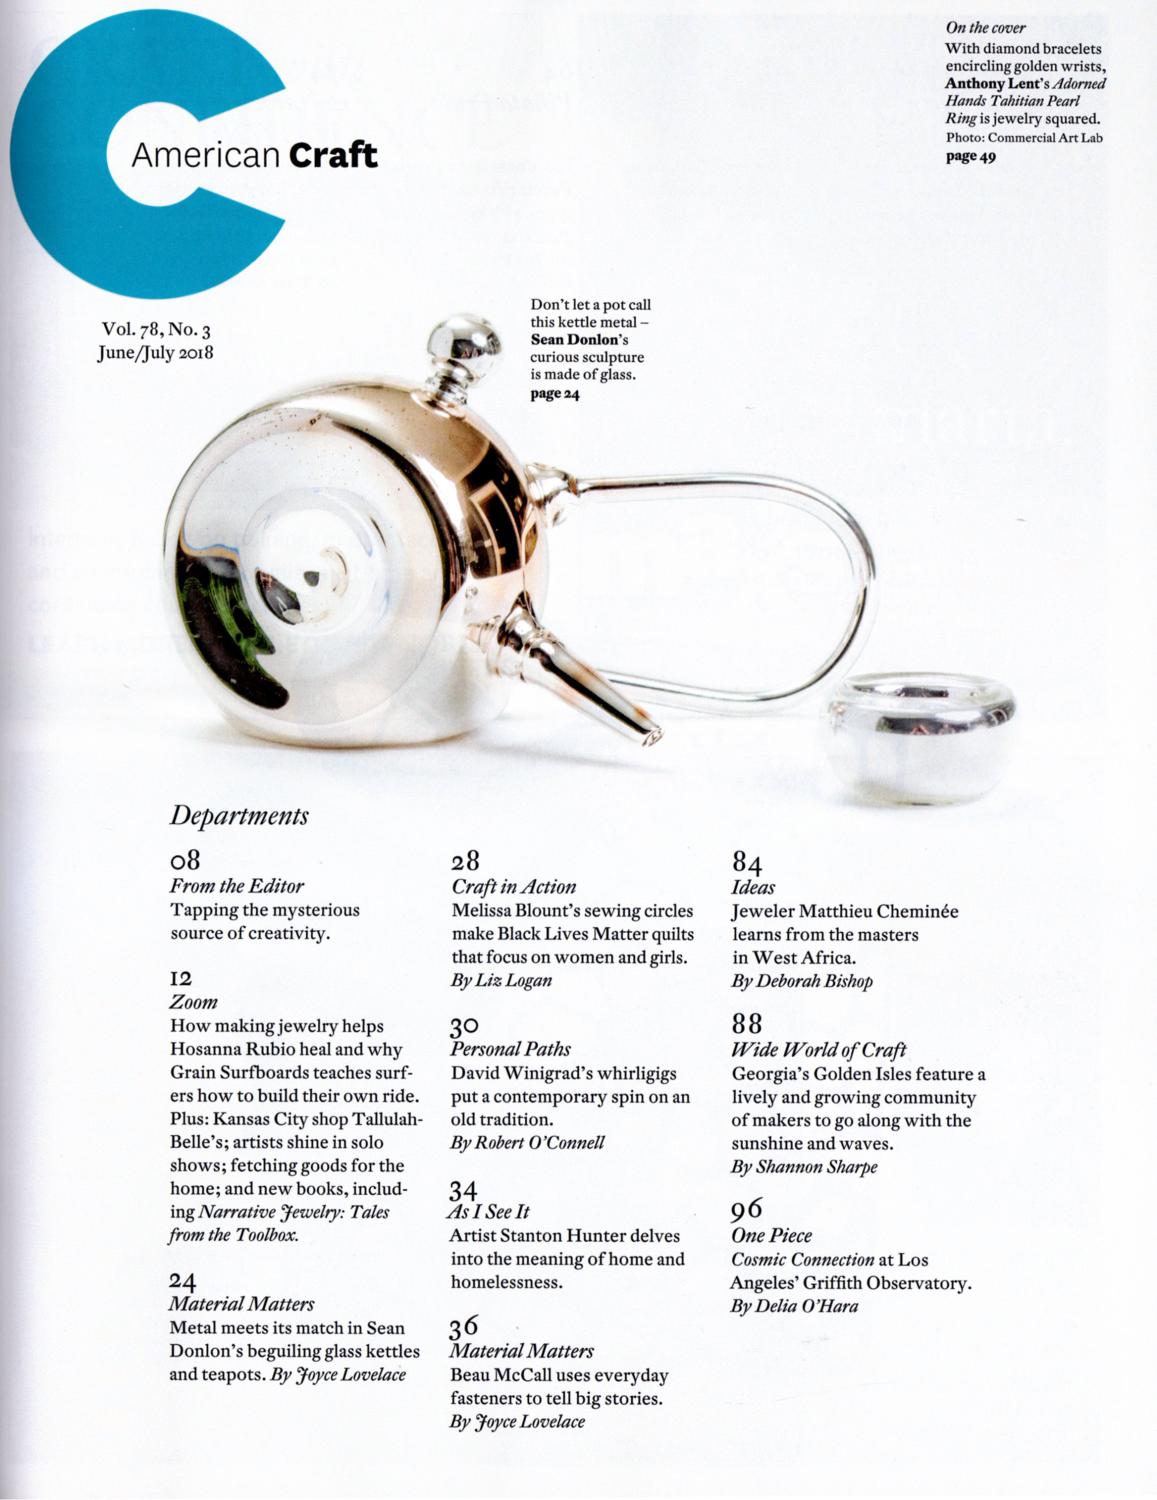 American Craft
On the cover
With diamond bracelets
encircling golden wrists,
Anthony Lent's Adorned
Hands Tahitian Pearl
Ring is jewelry squared.
Photo: Commercial Art Lab
page 49
Vol. 78, No. 3
June/July 2018
Don't let a pot call
this kettle metal –
Sean Donlon's
curious sculpture
is made of glass.
page 24
Departments
08
From the Editor
Tapping the mysterious
source of creativity.
12
Zoom
How making jewelry helps
Hosanna Rubio heal and why
Grain Surfboards teaches surf-
ers how to build their own ride.
Plus: Kansas City shop Tallulah-
Belle's; artists shine in solo
shows; fetching goods for the
home; and new books, includ-
ing Narrative Jewelry: Tales
from the Toolbox.
24
Material Matters
Metal meets its match in Sean
Donlon's beguiling glass kettles
and teapots. By Joyce Lovelace
28
Craft in Action
Melissa Blount's sewing circles
make Black Lives Matter quilts
that focus on women and girls.
By Liz Logan
30
Personal Paths
David Winigrad's whirligigs
put a contemporary spin on an
old tradition.
By Robert O'Connell
34
As I See It
Artist Stanton Hunter delves
into the meaning of home and
homelessness.
36
Material Matters
Beau McCall uses everyday
fasteners to tell big stories.
By Joyce Lovelace
84
Ideas
Jeweler Matthieu Cheminée
learns from the masters
in West Africa.
By Deborah Bishop
88
Wide World of Craft
Georgia's Golden Isles feature a
lively and growing community
of makers to go along with the
sunshine and waves.
By Shannon Sharpe
96
One Piece
Cosmic Connection at Los
Angeles' Griffith Observatory.
By Delia O'Hara